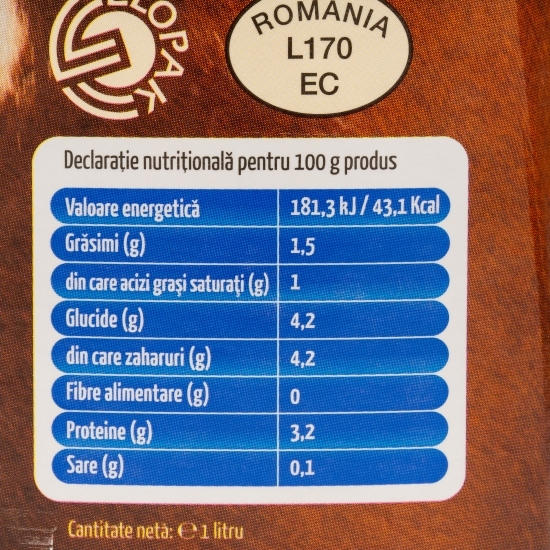 ELOPAK
ROMANIA
L170
EC
Declarație nutrițională pentru 100 g produs
Valoare energetică 181,3 kJ / 43,1 Kcal
Grăsimi (g) 1,5
din care acizi grași saturați (g) 1
Glucide (g) 4,2
din care zaharuri (g) 4,2
Fibre alimentare (g) 0
Proteine (g) 3,2
Sare (g) 0,1
Cantitate netă: ℮ 1 litru